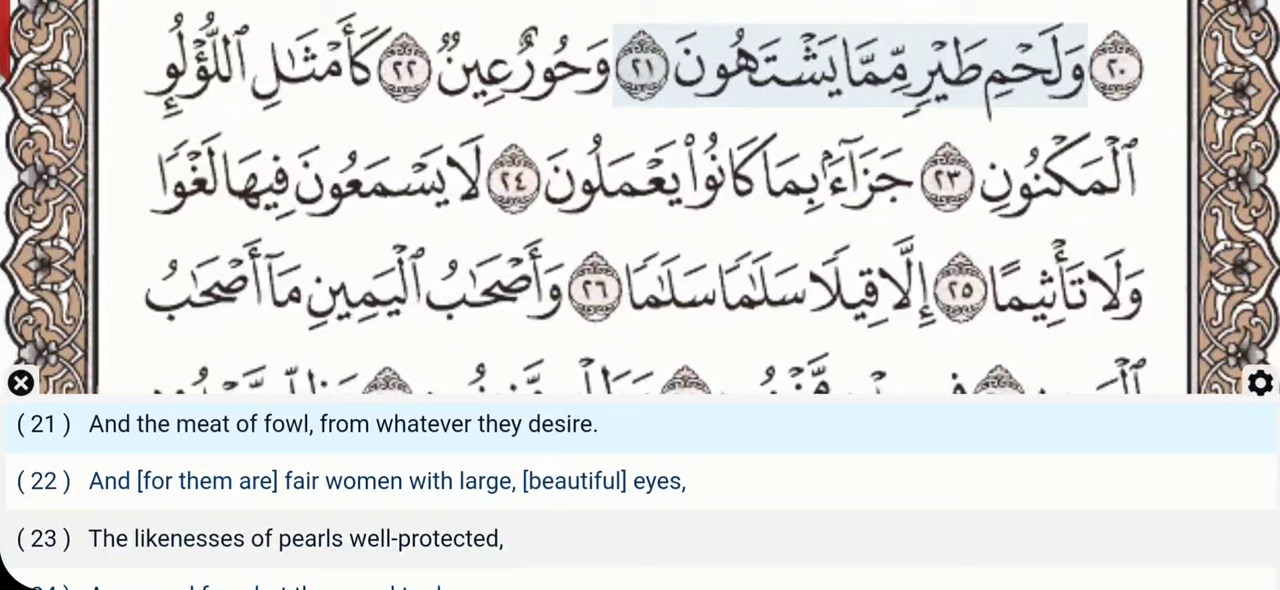 ۝٢٠ وَلَحْمِ طَيْرٍ مِّمَّا يَشْتَهُونَ ۝٢١ وَحُورٌ عِينٌ ۝٢٢ كَأَمْثَـٰلِ ٱللُّؤْلُؤِ
ٱلْمَكْنُونِ ۝٢٣ جَزَآءًۢ بِمَا كَانُوا۟ يَعْمَلُونَ ۝٢٤ لَا يَسْمَعُونَ فِيهَا لَغْوًا
وَلَا تَأْثِيمًا ۝٢٥ إِلَّا قِيلًا سَلَـٰمًا سَلَـٰمًا ۝٢٦ وَأَصْحَـٰبُ ٱلْيَمِينِ مَآ أَصْحَـٰبُ
( 21 ) And the meat of fowl, from whatever they desire.
( 22 ) And [for them are] fair women with large, [beautiful] eyes,
( 23 ) The likenesses of pearls well-protected,